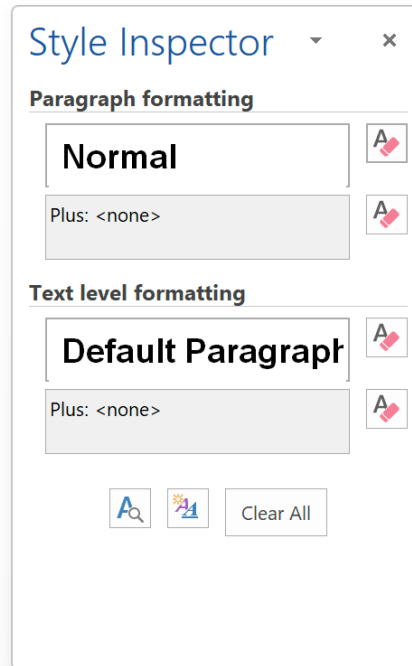 Style Inspector
Paragraph formatting
Normal
Plus: <none>
Text level formatting
Default Paragraph
Plus: <none>
Clear All